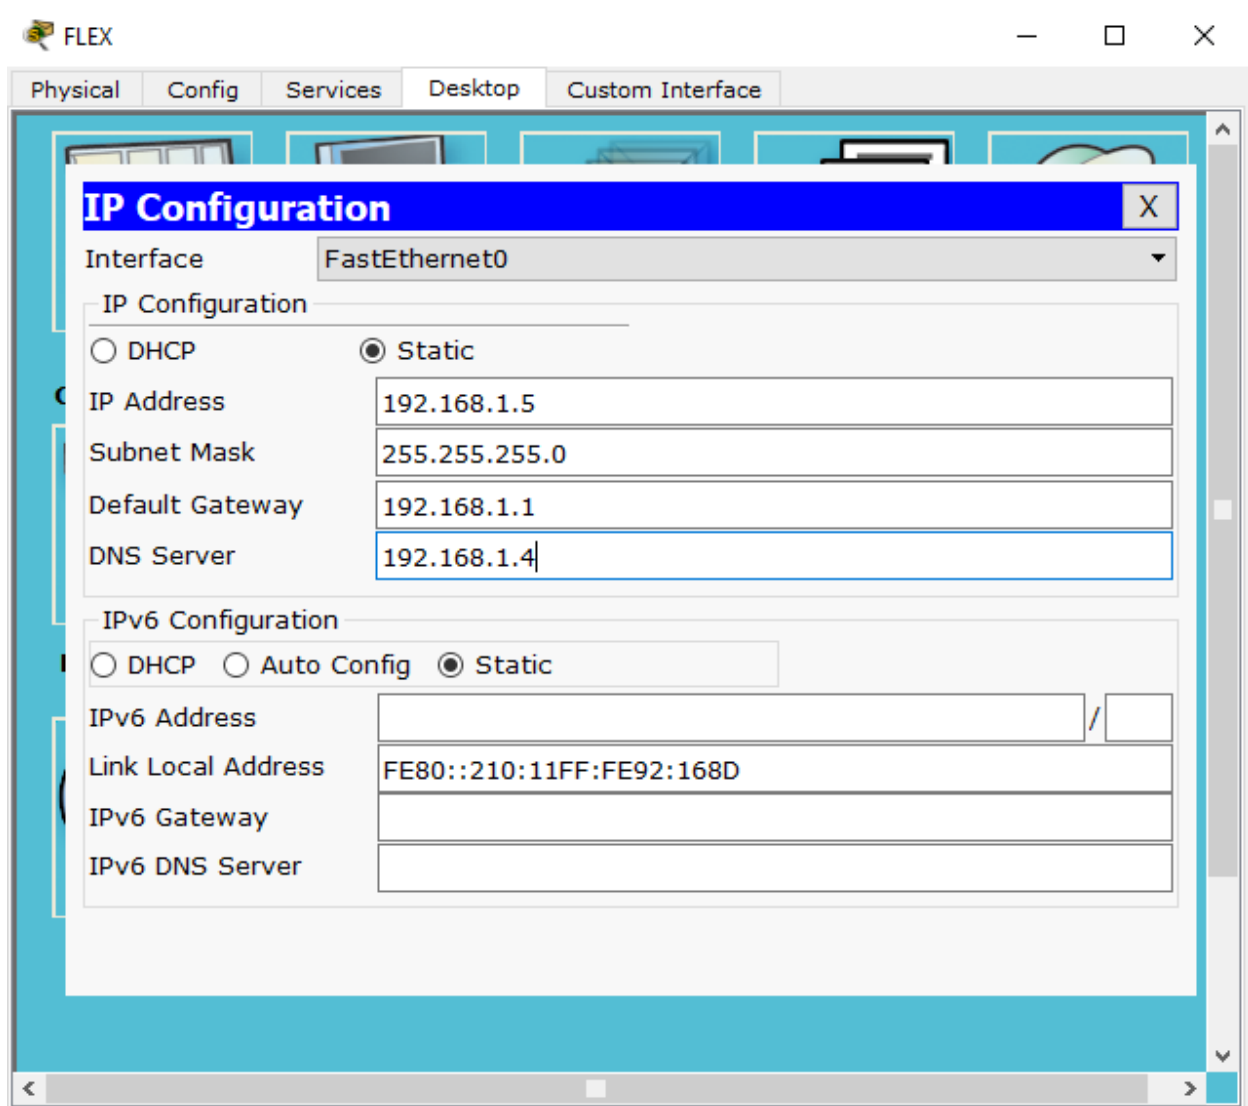 FLEX
Physical Config Services Desktop Custom Interface
IP Configuration X
Interface FastEthernet0
IP Configuration
DHCP Static
IP Address 192.168.1.5
Subnet Mask 255.255.255.0
Default Gateway 192.168.1.1
DNS Server 192.168.1.4
IPv6 Configuration
DHCP Auto Config Static
IPv6 Address /
Link Local Address FE80::210:11FF:FE92:168D
IPv6 Gateway
IPv6 DNS Server